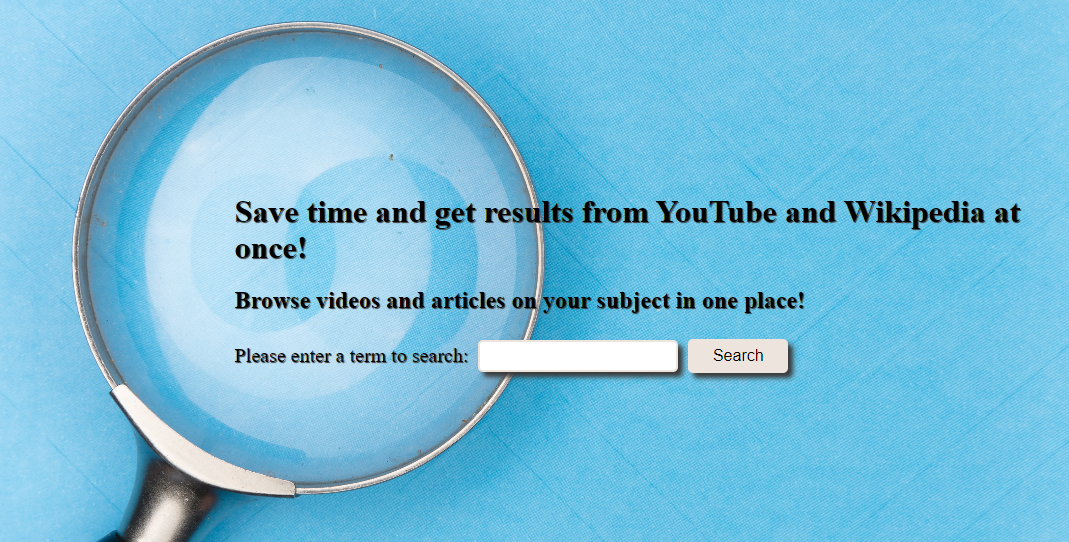 Save time and get results from YouTube and Wikipedia at
once!
Browse videos and articles on your subject in one place!
Please enter a term to search: Search